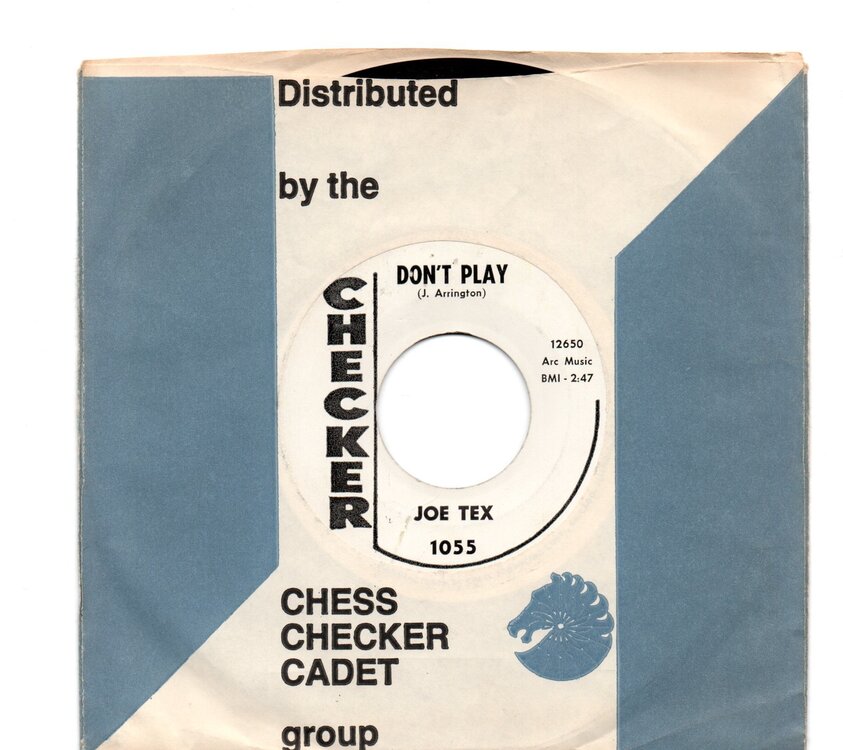 Distributed
by the
CHECKER
DON'T PLAY
(J. Arrington)
12650
Arc Music
BMI - 2:47
JOE TEX
1055
CHESS
CHECKER
CADET
group